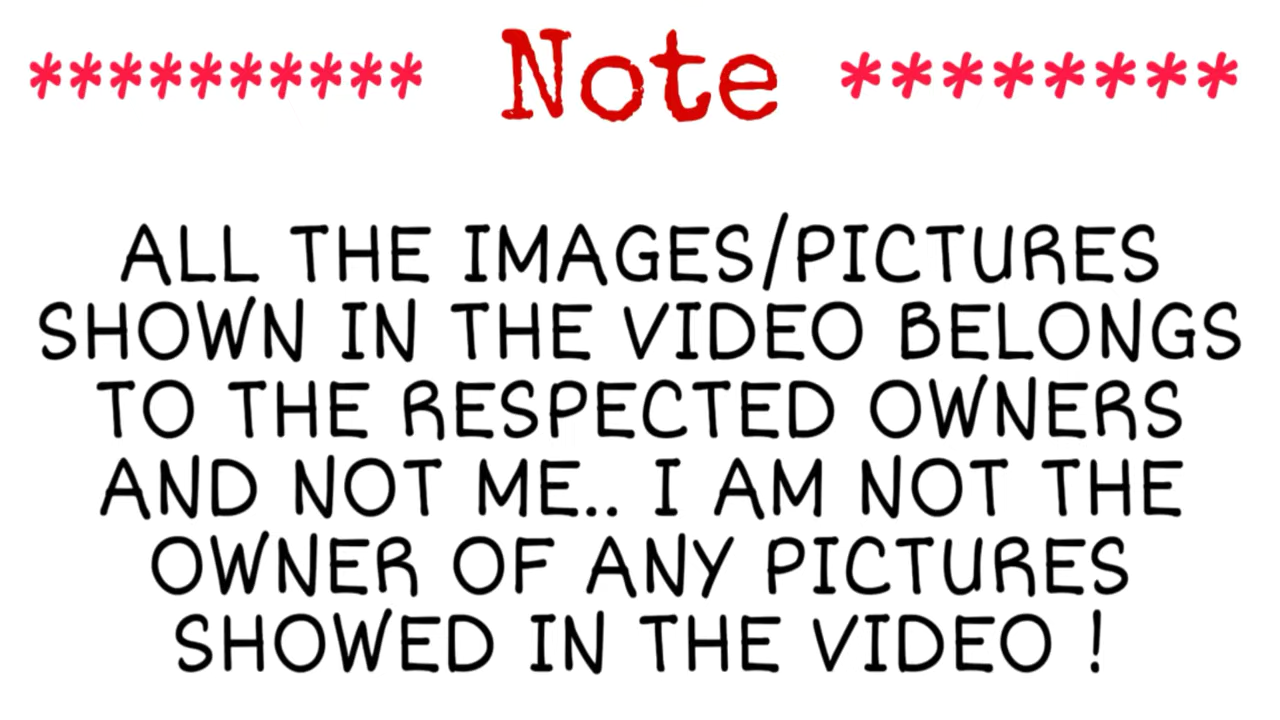 ********** Note ********
ALL THE IMAGES/PICTURES
SHOWN IN THE VIDEO BELONGS
TO THE RESPECTED OWNERS
AND NOT ME.. I AM NOT THE
OWNER OF ANY PICTURES
SHOWED IN THE VIDEO !